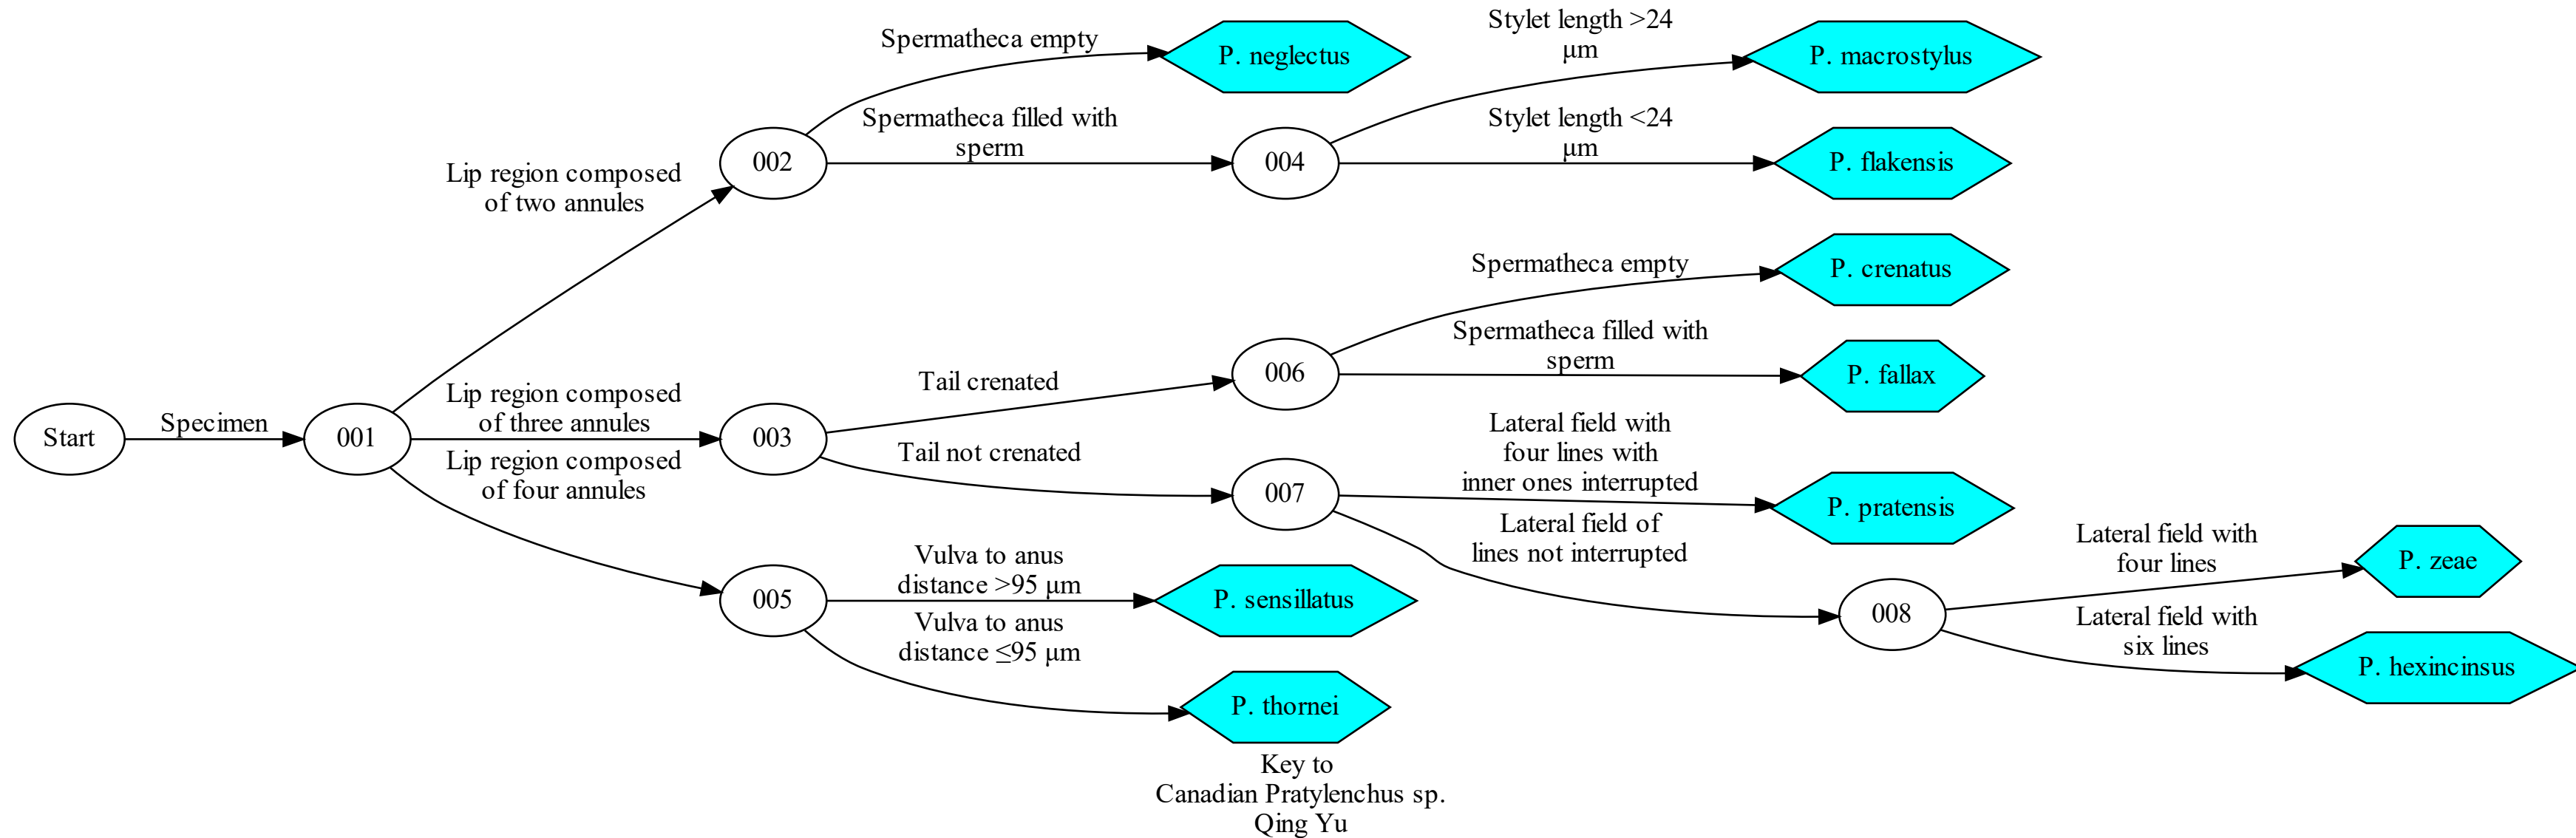 Start
Specimen
001
Lip region composed
of two annules
Lip region composed
of three annules
Lip region composed
of four annules
002
003
005
Spermatheca empty
Spermatheca filled with
sperm
Tail crenated
Tail not crenated
Vulva to anus
distance >95 μm
Vulva to anus
distance ≤95 μm
P. neglectus
004
006
007
P. sensillatus
P. thornei
Stylet length >24
μm
Stylet length <24
μm
Spermatheca empty
Spermatheca filled with
sperm
Lateral field with
four lines with
inner ones interrupted
Lateral field of
lines not interrupted
P. macrostylus
P. flakensis
P. crenatus
P. fallax
P. pratensis
008
Lateral field with
four lines
Lateral field with
six lines
P. zeae
P. hexincinsus
Key to
Canadian Pratylenchus sp.
Qing Yu